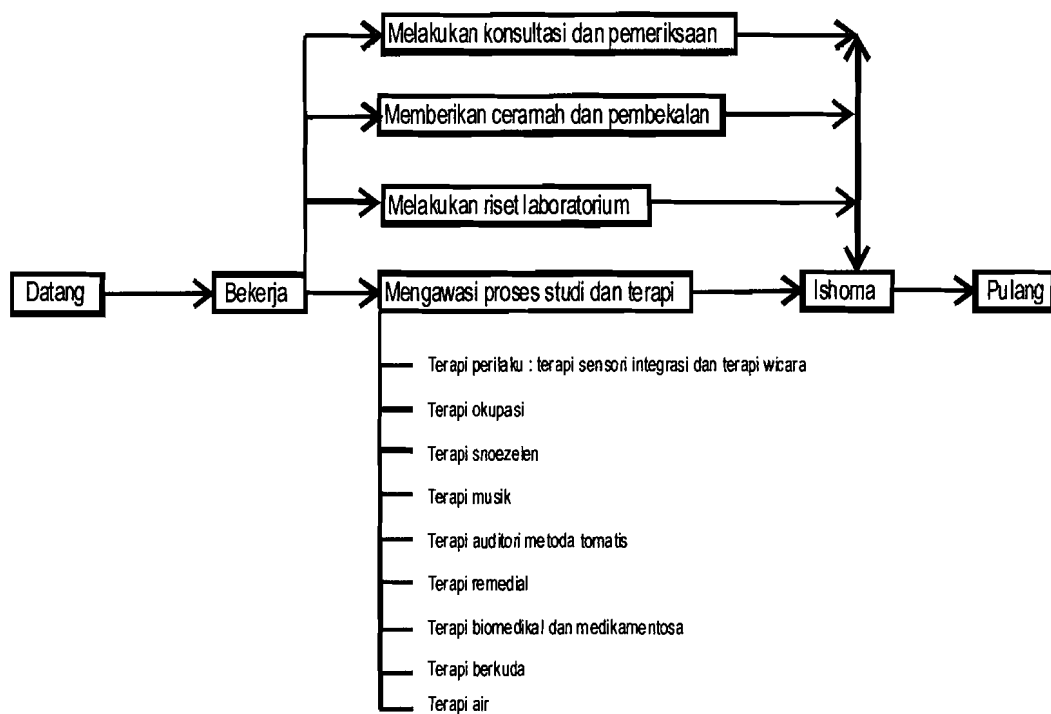 Melakukan konsultasi dan pemeriksaan
Memberikan ceramah dan pembekalan
Melakukan riset laboratorium
Datang
Bekerja
Mengawasi proses studi dan terapi
Ishoma
Pulang
Terapi perilaku : terapi sensori integrasi dan terapi wicara
Terapi okupasi
Terapi snoezelen
Terapi musik
Terapi auditori metoda tomatis
Terapi remedial
Terapi biomedikal dan medikamentosa
Terapi berkuda
Terapi air